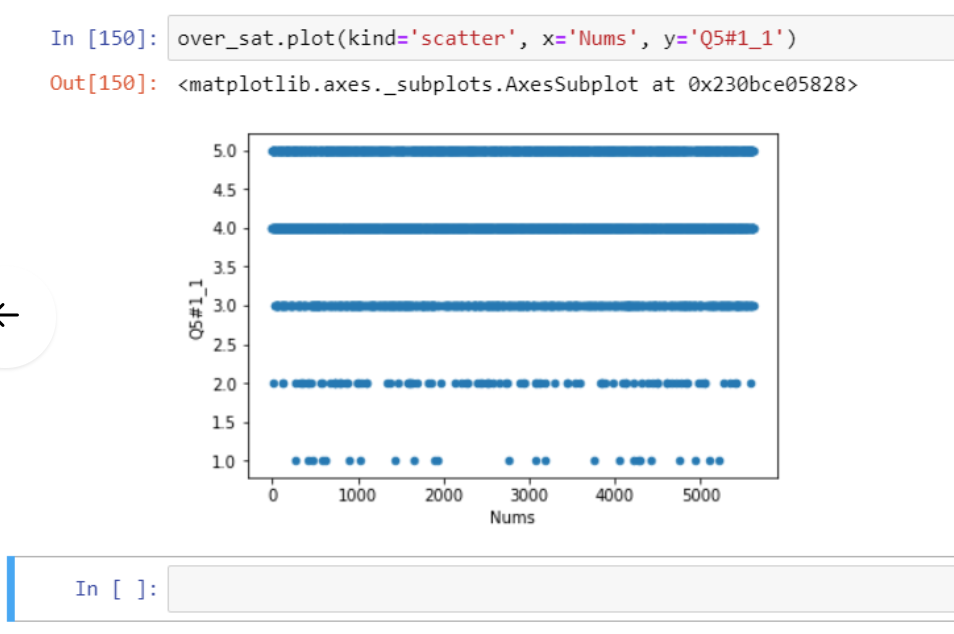 In [150]: over_sat.plot(kind='scatter', x='Nums', y='Q5#1_1')
Out[150]: <matplotlib.axes._subplots.AxesSubplot at 0x230bce05828>
5.0
4.5
4.0
3.5
3.0
2.5
2.0
1.5
1.0
Q5#1_1
0 1000 2000 3000 4000 5000
Nums
In [ ]: